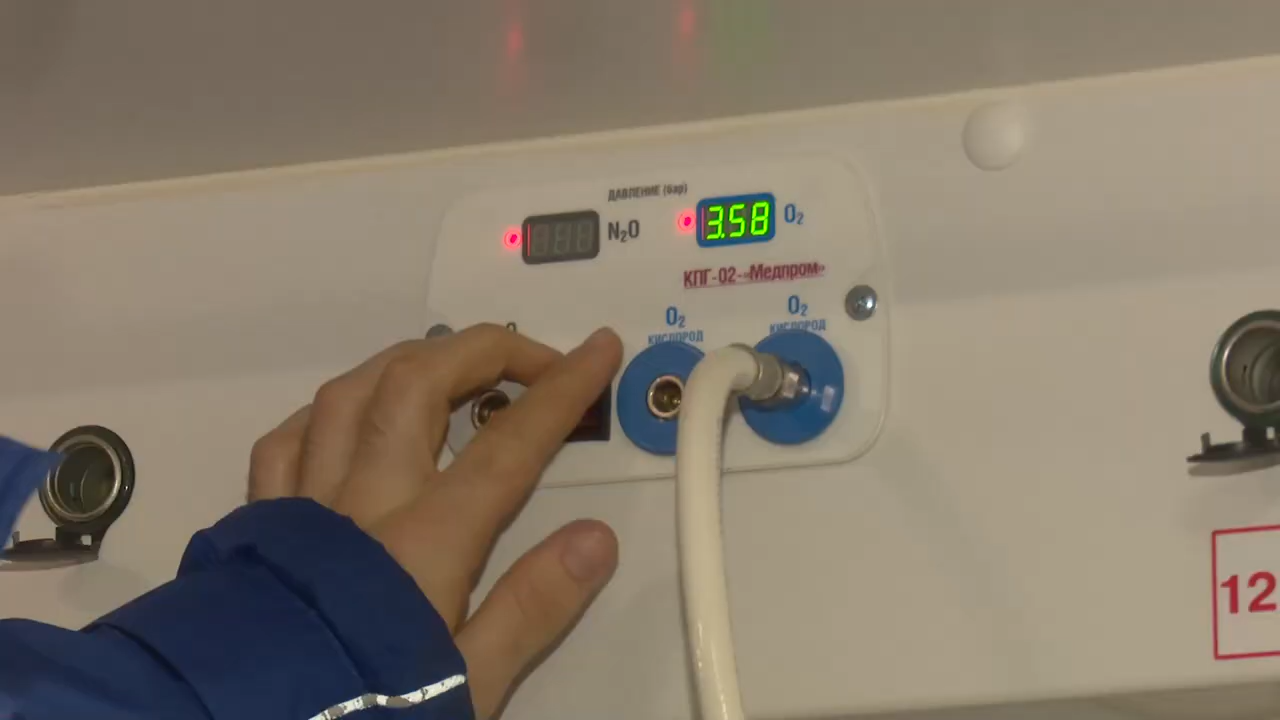 ДАВЛЕНИЕ (бар)
N₂O
3.58 O₂
КПГ-02-«Медпром»
O₂ O₂
КИСЛОРОД КИСЛОРОД
12